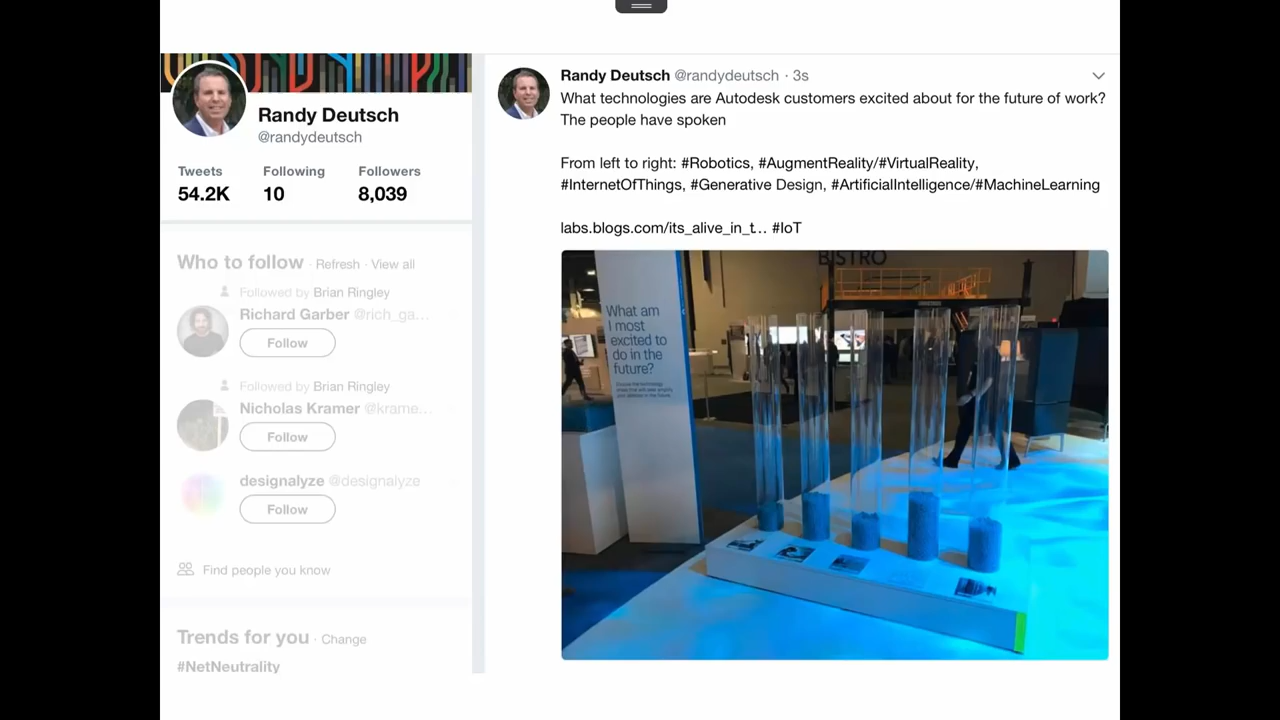 Randy Deutsch
@randydeutsch
Tweets Following Followers
54.2K 10 8,039
Who to follow · Refresh · View all
Followed by Brian Ringley
Richard Garber @rich_ga...
Follow
Followed by Brian Ringley
Nicholas Kramer @krame...
Follow
designalyze @designalyze
Follow
Find people you know
Trends for you · Change
#NetNeutrality
Randy Deutsch @randydeutsch · 3s
What technologies are Autodesk customers excited about for the future of work?
The people have spoken
From left to right: #Robotics, #AugmentReality/#VirtualReality,
#InternetOfThings, #Generative Design, #ArtificialIntelligence/#MachineLearning
labs.blogs.com/its_alive_in_t... #IoT
BISTRO
What am
I most
excited to
do in the
future?